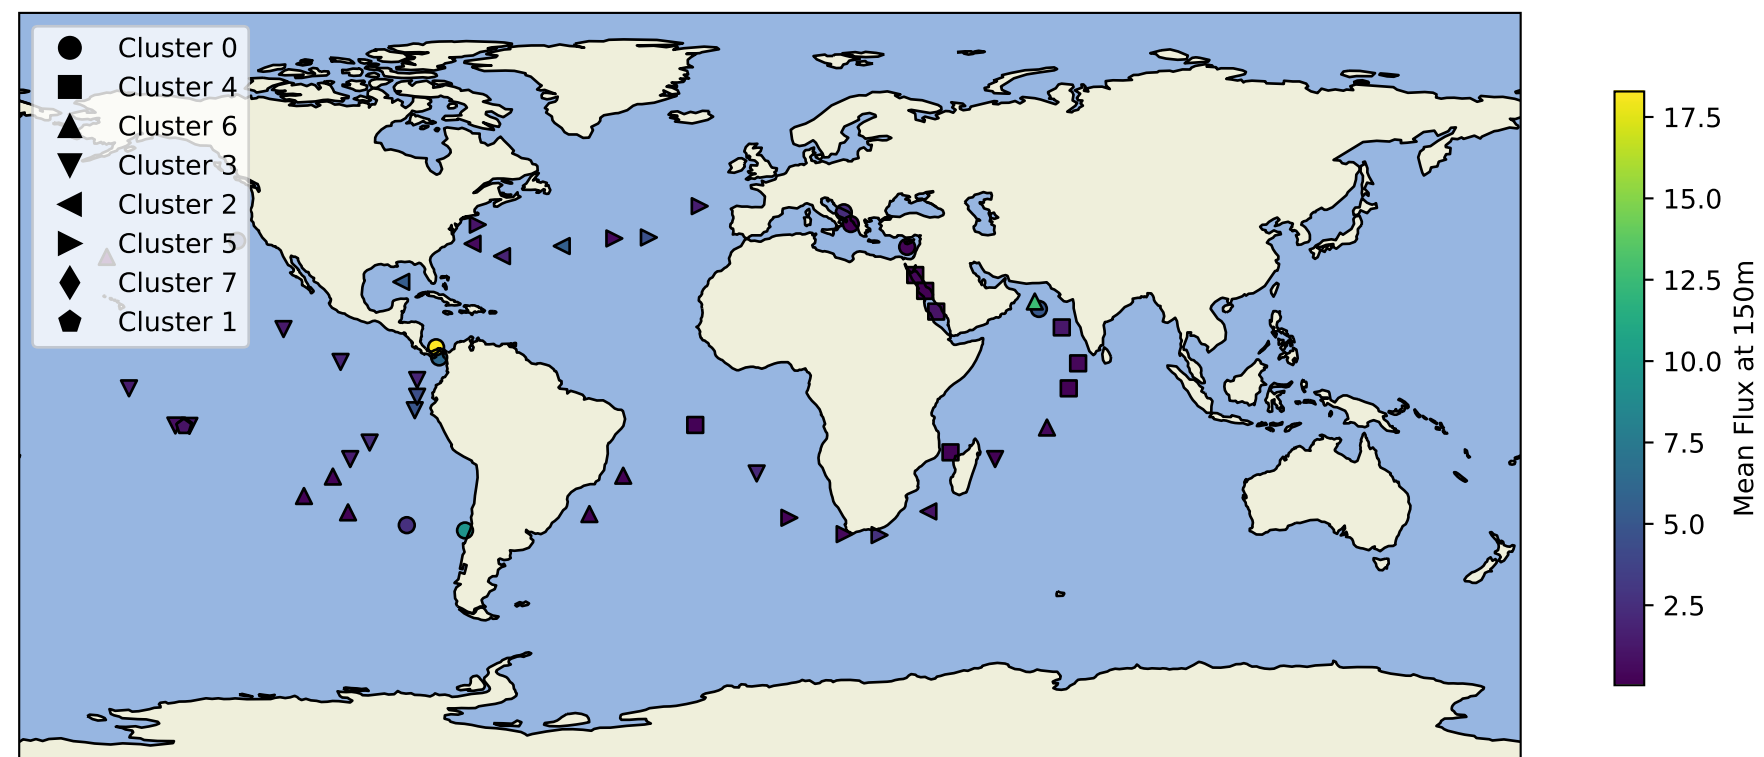 Cluster 0
Cluster 4
Cluster 6
Cluster 3
Cluster 2
Cluster 5
Cluster 7
Cluster 1
17.5
15.0
12.5
10.0
7.5
5.0
2.5
Mean Flux at 150m